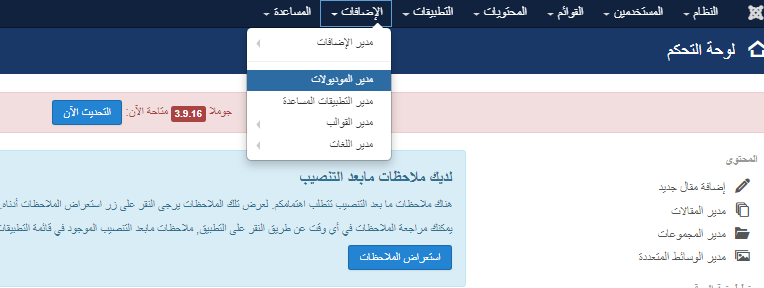 النظام المستخدمين القوائم المحتويات التطبيقات الإضافات المساعدة
لوحة التحكم
مدير الإضافات
مدير الموديولات
مدير التطبيقات المساعدة
مدير القوالب
مدير اللغات
جوملا 3.9.16 متاحة الآن: التحديث الآن
المحتوى
إضافة مقال جديد
مدير المقالات
مدير المجموعات
مدير الوسائط المتعددة
لديك ملاحظات مابعد التنصيب
هناك ملاحظات ما بعد التنصيب تتطلب اهتمامكم. لعرض تلك الملاحظات يرجى النقر على زر استعراض الملاحظات أدناه.
يمكنك مراجعة الملاحظات في أي وقت عن طريق النقر على التطبيق, ملاحظات مابعد التنصيب الموجود في قائمة التطبيقات
استعراض الملاحظات